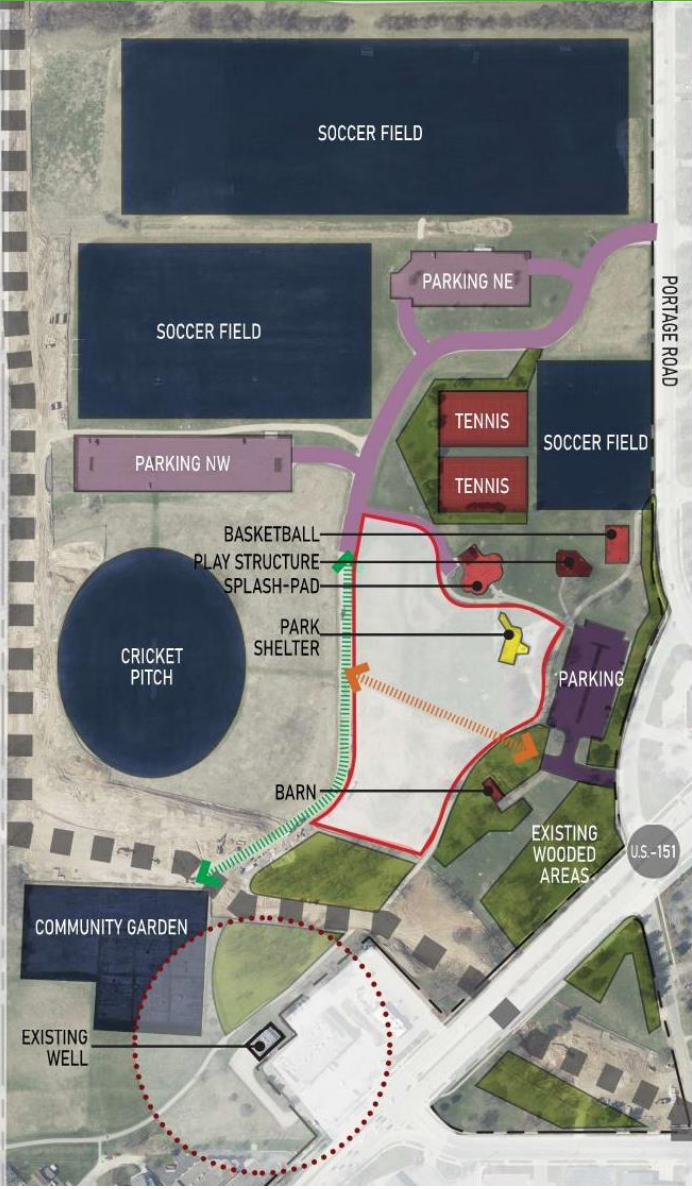 SOCCER FIELD
PARKING NE
PORTAGE ROAD
SOCCER FIELD
TENNIS
SOCCER FIELD
PARKING NW
TENNIS
BASKETBALL
PLAY STRUCTURE
SPLASH-PAD
PARK
SHELTER
CRICKET
PITCH
PARKING
BARN
EXISTING
WOODED
AREAS
U.S.-151
COMMUNITY GARDEN
EXISTING
WELL